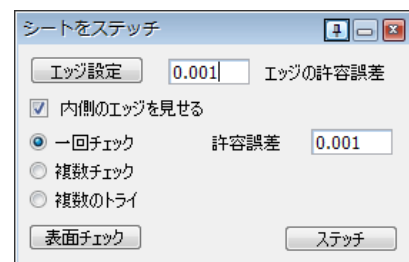 シートをステッチ
エッジ設定 0.001 エッジの許容誤差
内側のエッジを見せる
一回チェック 許容誤差 0.001
複数チェック
複数のトライ
表面チェック ステッチ